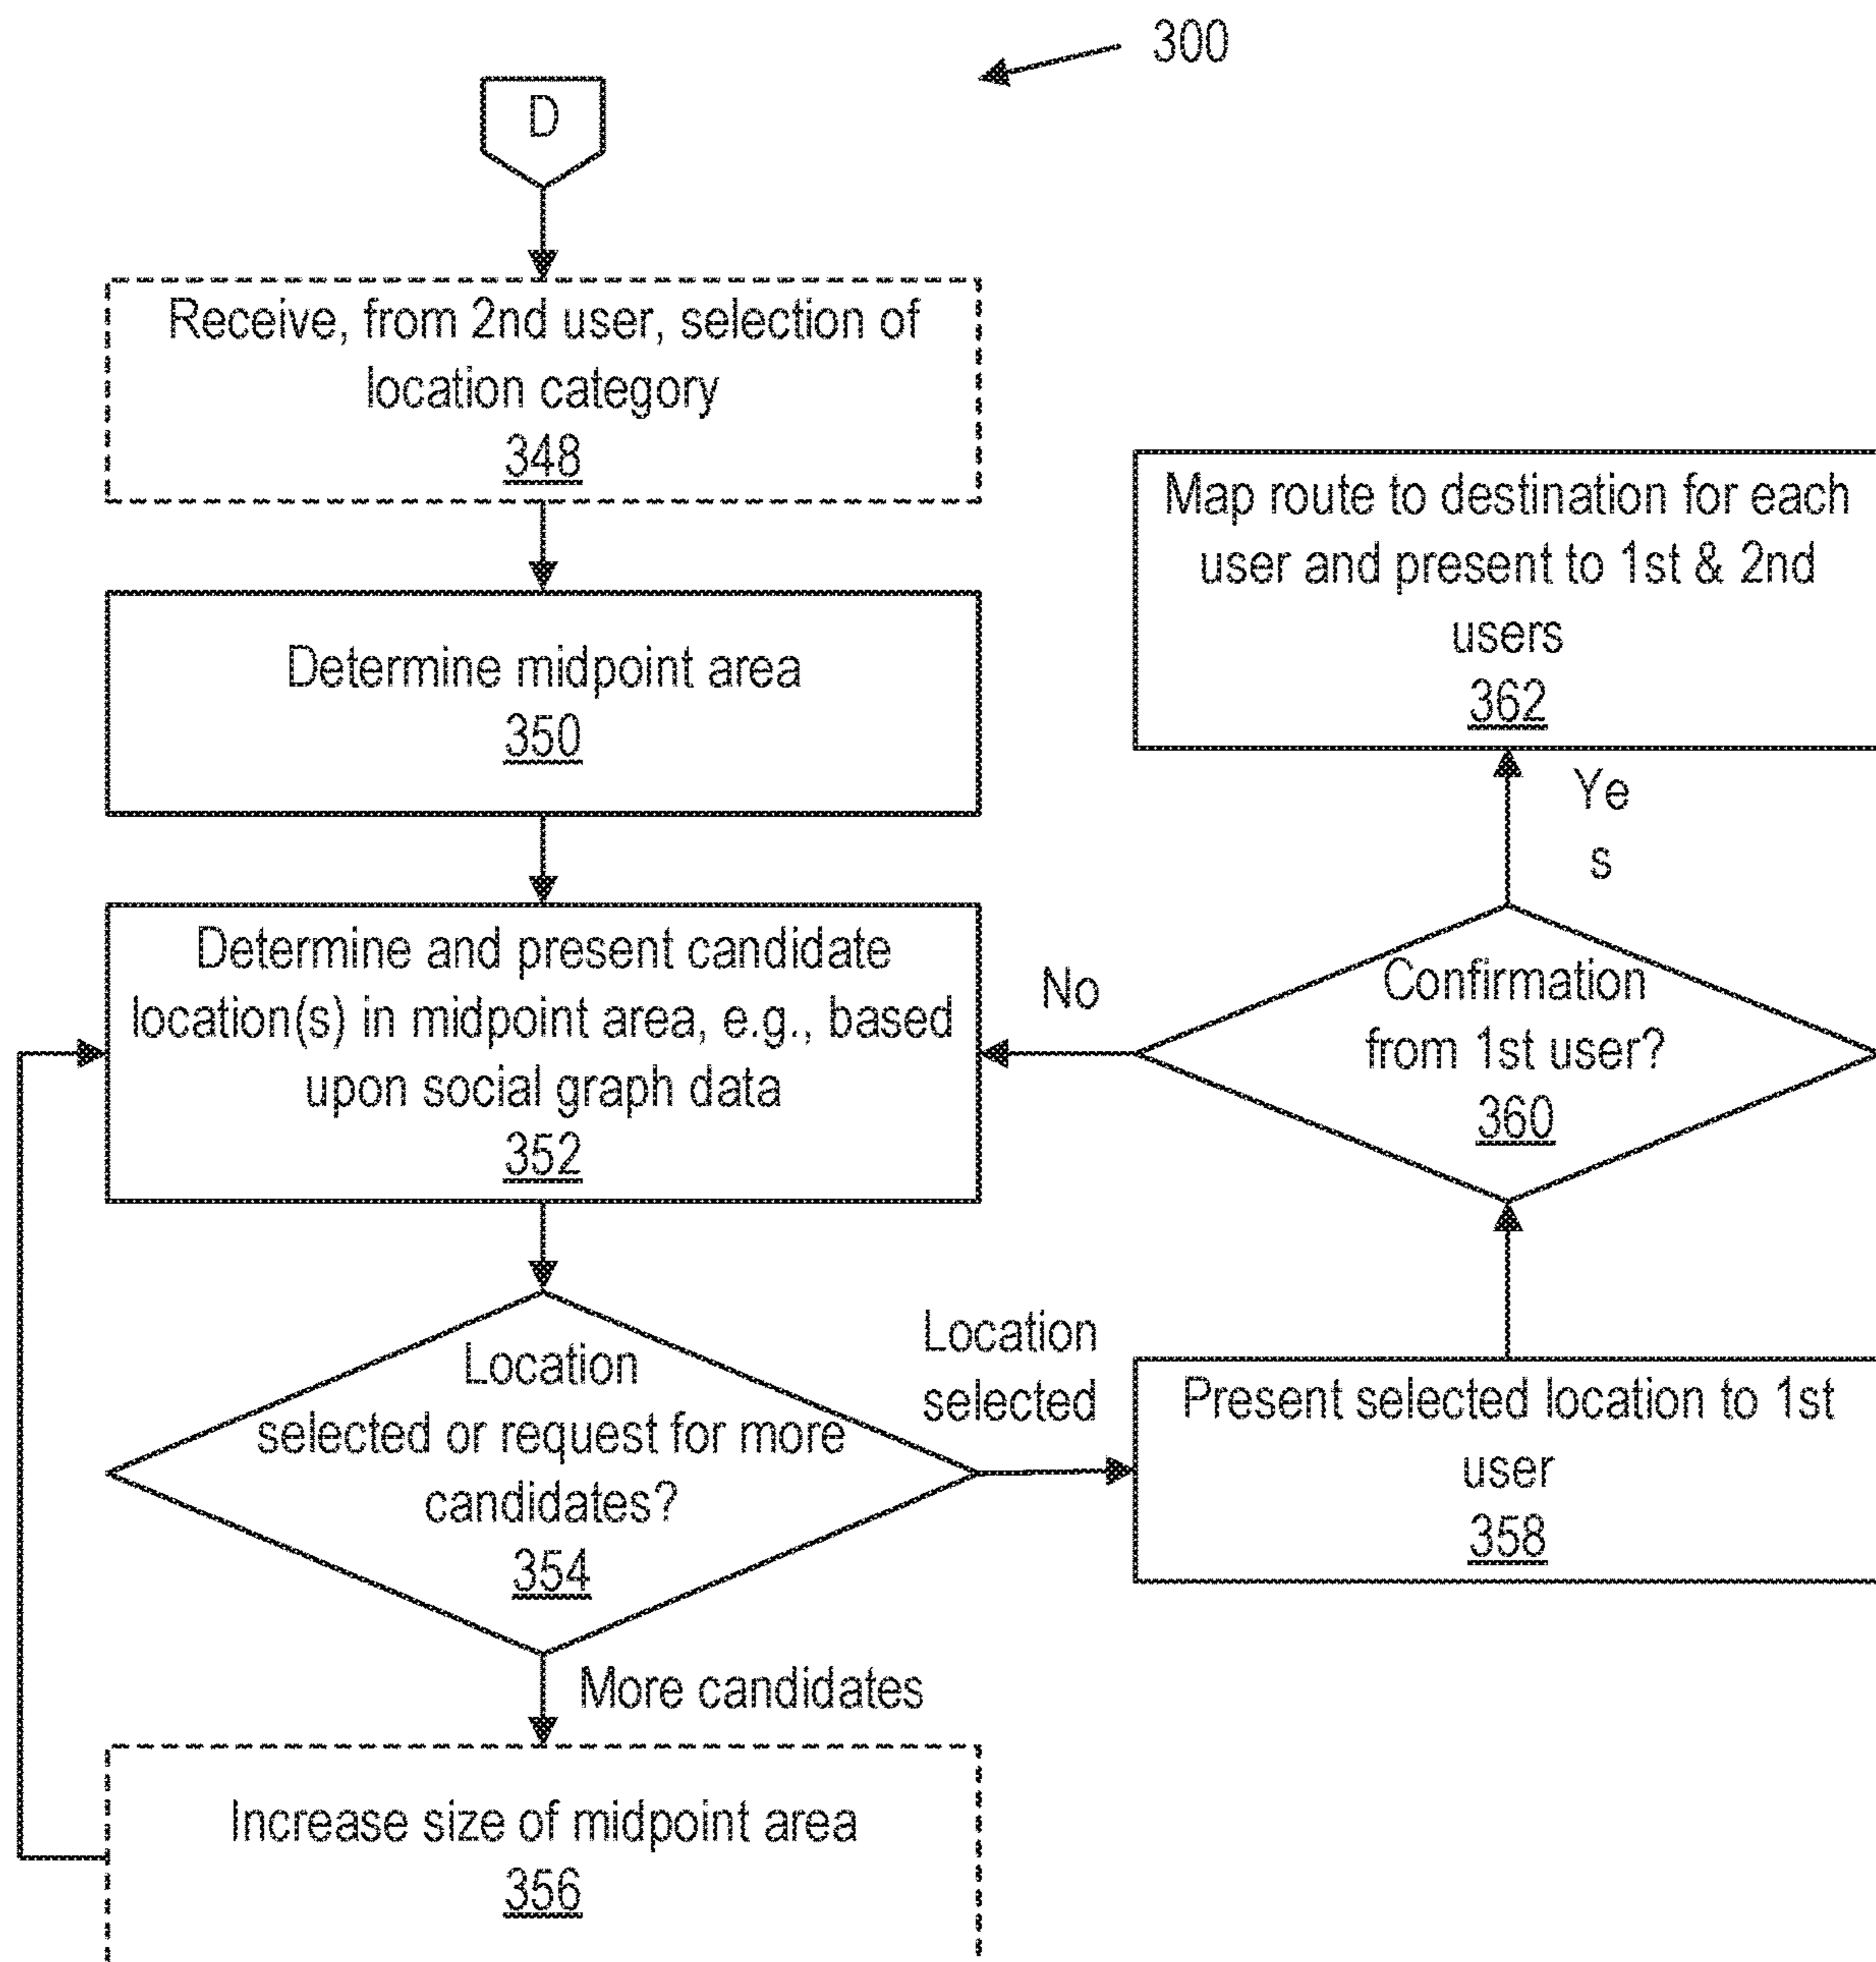 300
D
Receive, from 2nd user, selection of
location category
348
Determine midpoint area
350
Determine and present candidate
location(s) in midpoint area, e.g., based
upon social graph data
352
Location
selected or request for more
candidates?
354
More candidates
Increase size of midpoint area
356
Location
selected
Present selected location to 1st
user
358
Confirmation
from 1st user?
360
No
Ye
s
Map route to destination for each
user and present to 1st & 2nd
users
362